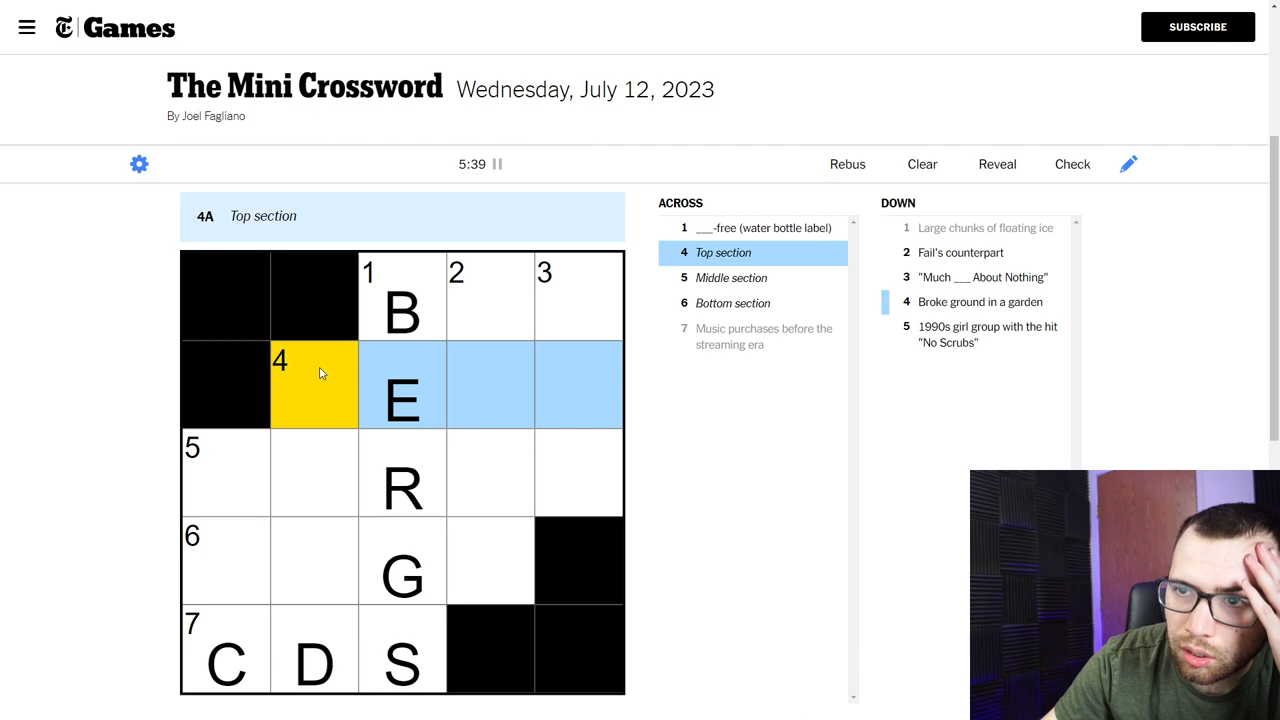 Games
SUBSCRIBE
The Mini Crossword Wednesday, July 12, 2023
By Joel Fagliano
5:39
Rebus Clear Reveal Check
4A Top section
1 2 3
B
4
E
5
R
6
G
7
C D S
ACROSS
1 ___-free (water bottle label)
4 Top section
5 Middle section
6 Bottom section
7 Music purchases before the
streaming era
DOWN
1 Large chunks of floating ice
2 Fail's counterpart
3 "Much ___ About Nothing"
4 Broke ground in a garden
5 1990s girl group with the hit
"No Scrubs"